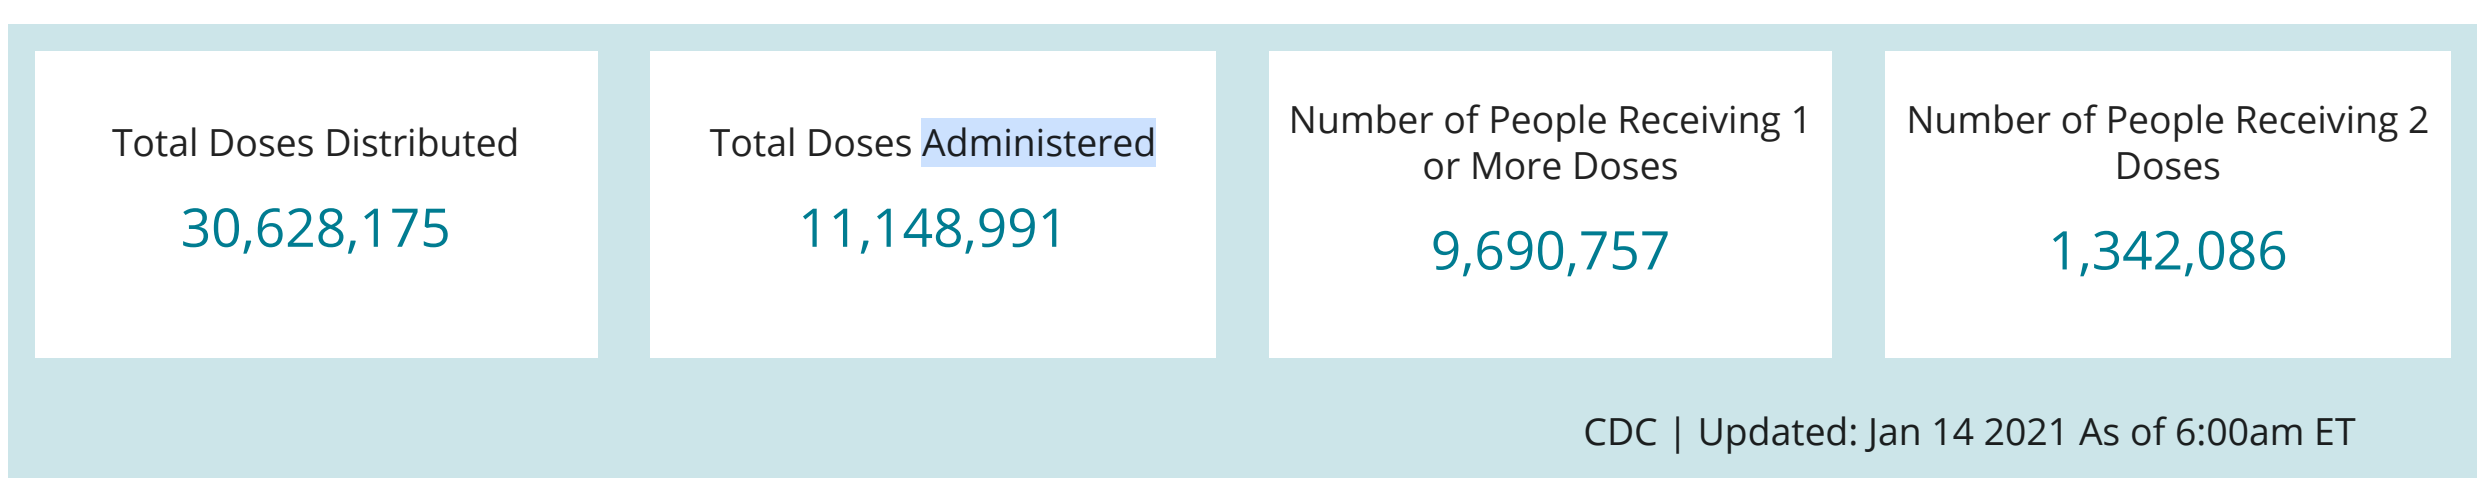 Total Doses Distributed
30,628,175
Total Doses Administered
11,148,991
Number of People Receiving 1
or More Doses
9,690,757
Number of People Receiving 2
Doses
1,342,086
CDC | Updated: Jan 14 2021 As of 6:00am ET